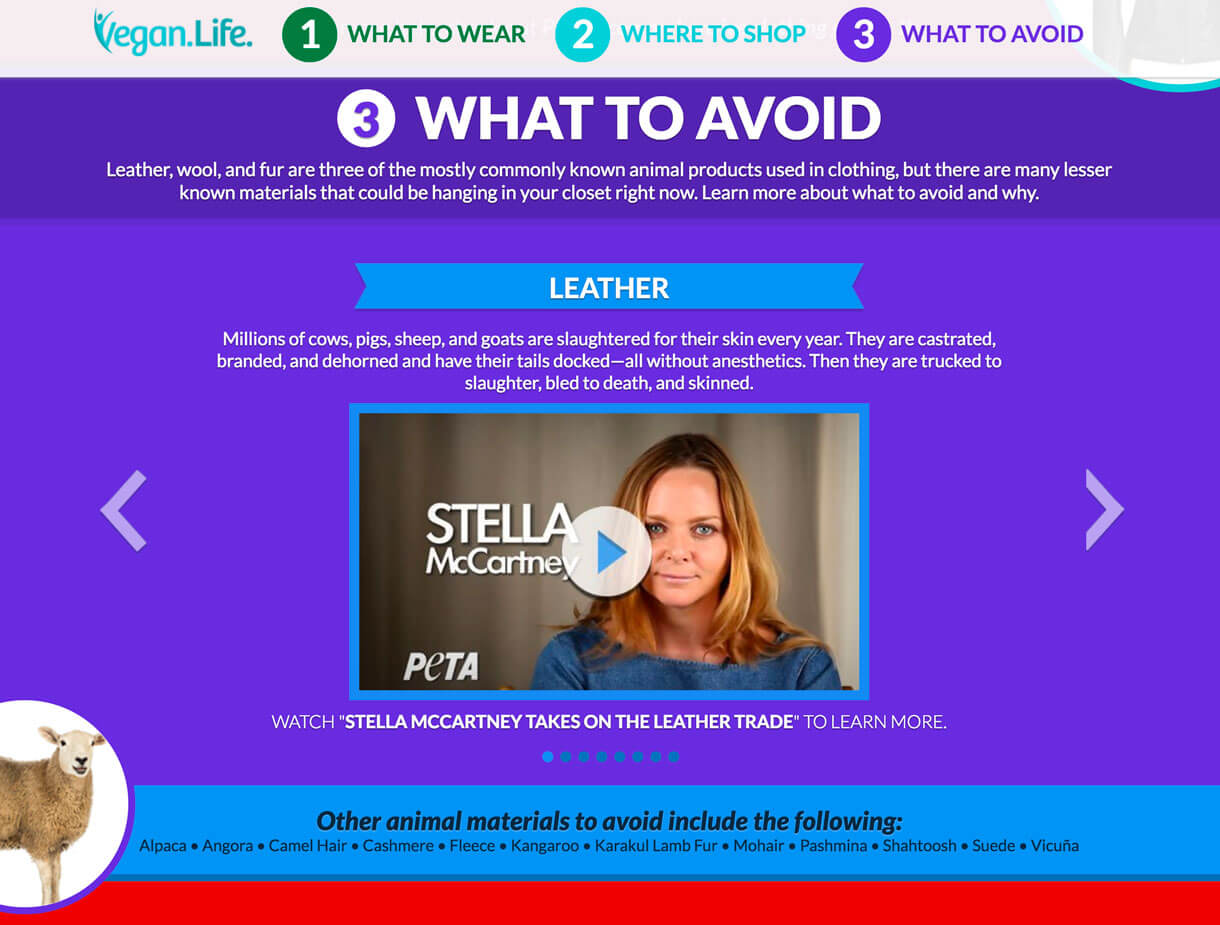 Vegan.Life.
1 WHAT TO WEAR
2 WHERE TO SHOP
3 WHAT TO AVOID
3 WHAT TO AVOID
Leather, wool, and fur are three of the mostly commonly known animal products used in clothing, but there are many lesser
known materials that could be hanging in your closet right now. Learn more about what to avoid and why.
LEATHER
Millions of cows, pigs, sheep, and goats are slaughtered for their skin every year. They are castrated,
branded, and dehorned and have their tails docked—all without anesthetics. Then they are trucked to
slaughter, bled to death, and skinned.
STELLA
McCartney
PeTA
WATCH "STELLA MCCARTNEY TAKES ON THE LEATHER TRADE" TO LEARN MORE.
Other animal materials to avoid include the following:
Alpaca • Angora • Camel Hair • Cashmere • Fleece • Kangaroo • Karakul Lamb Fur • Mohair • Pashmina • Shahtoosh • Suede • Vicuña